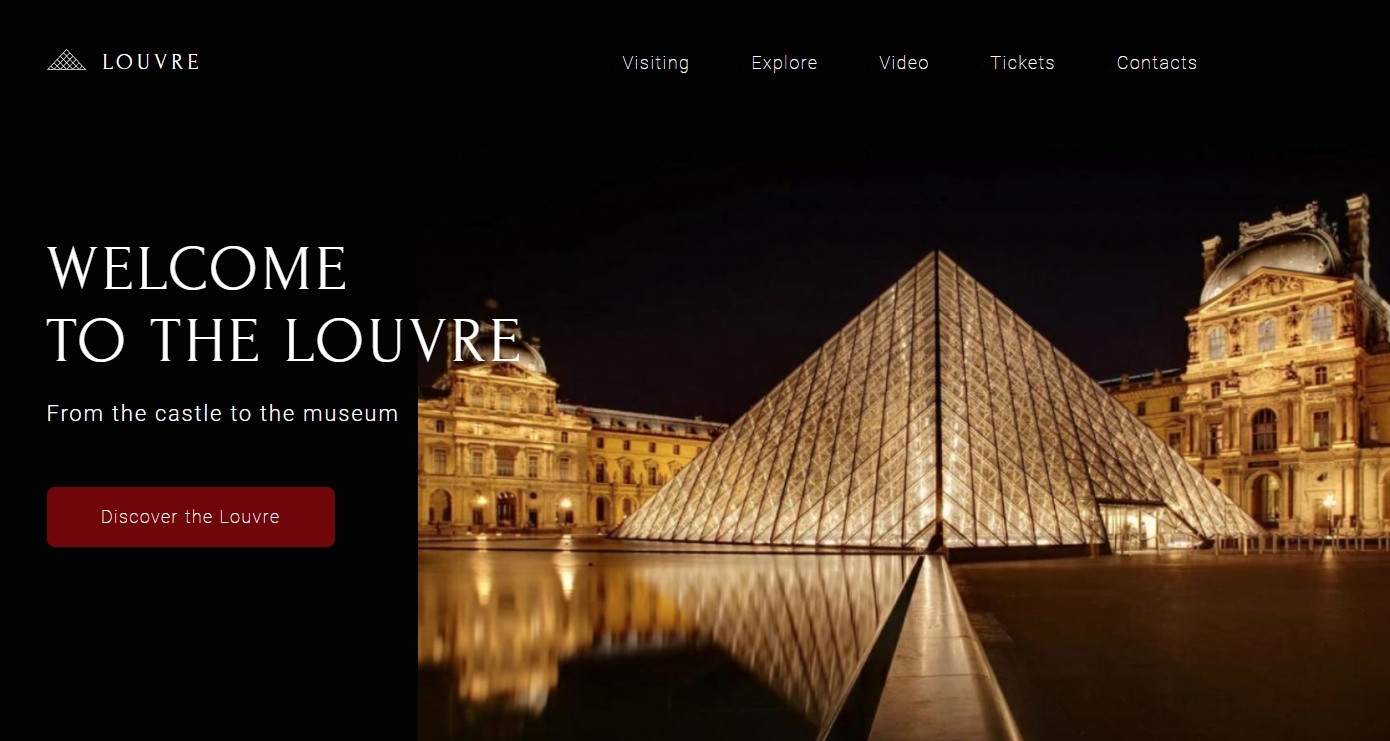 LOUVRE
Visiting Explore Video Tickets Contacts
WELCOME
TO THE LOUVRE
From the castle to the museum
Discover the Louvre